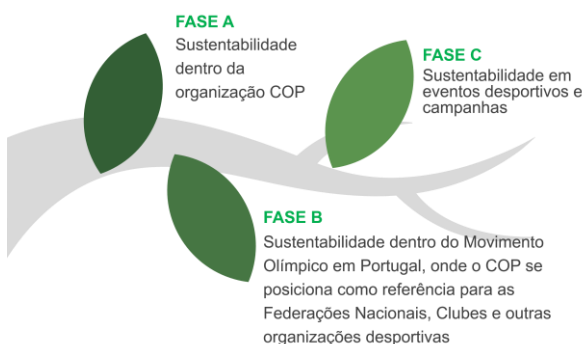 FASE A
Sustentabilidade
dentro da
organização COP
FASE C
Sustentabilidade em
eventos desportivos e
campanhas
FASE B
Sustentabilidade dentro do Movimento
Olímpico em Portugal, onde o COP se
posiciona como referência para as
Federações Nacionais, Clubes e outras
organizações desportivas